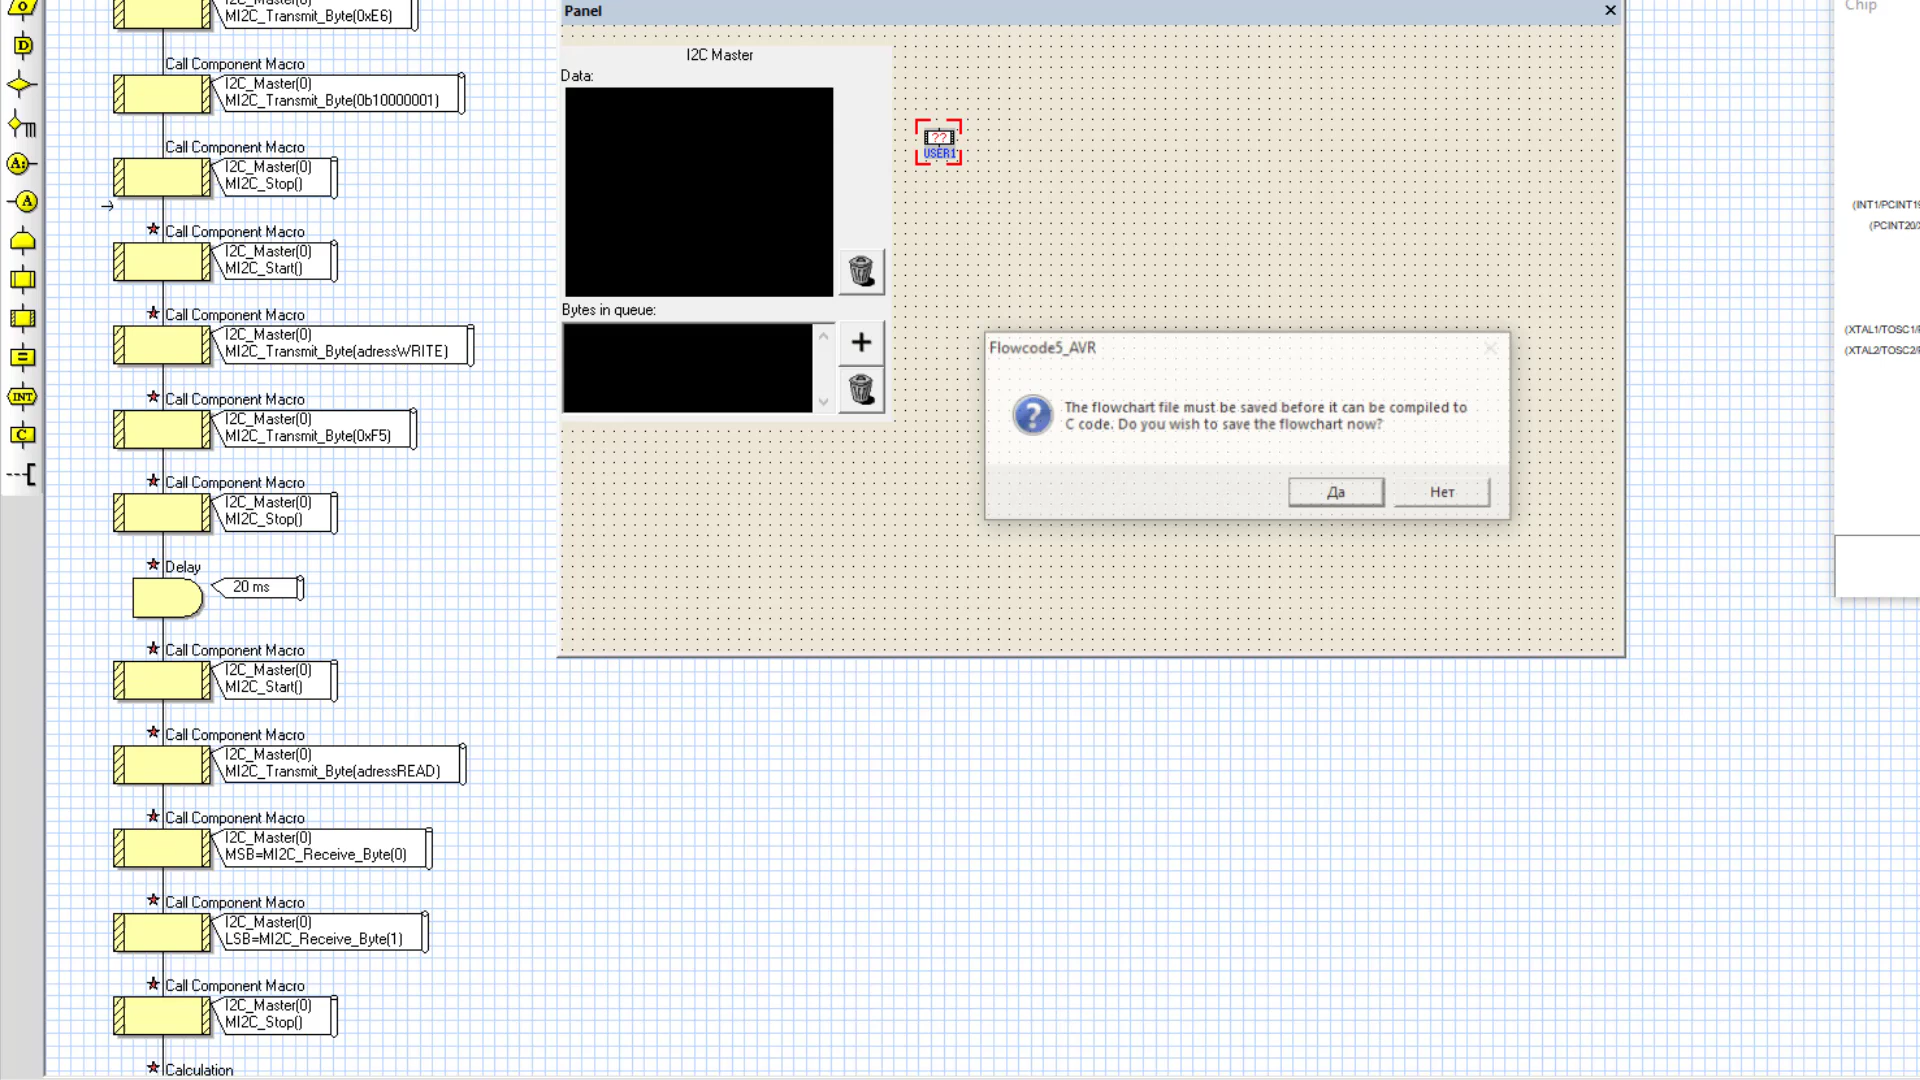 I2C_Master(0)
MI2C_Transmit_Byte(0xE6)
Call Component Macro
I2C_Master(0)
MI2C_Transmit_Byte(0b10000001)
Call Component Macro
I2C_Master(0)
MI2C_Stop()
Call Component Macro
I2C_Master(0)
MI2C_Start()
Call Component Macro
I2C_Master(0)
MI2C_Transmit_Byte(adressWRITE)
Call Component Macro
I2C_Master(0)
MI2C_Transmit_Byte(0xF5)
Call Component Macro
I2C_Master(0)
MI2C_Stop()
Delay
20 ms
Call Component Macro
I2C_Master(0)
MI2C_Start()
Call Component Macro
I2C_Master(0)
MI2C_Transmit_Byte(adressREAD)
Call Component Macro
I2C_Master(0)
MSB=MI2C_Receive_Byte(0)
Call Component Macro
I2C_Master(0)
LSB=MI2C_Receive_Byte(1)
Call Component Macro
I2C_Master(0)
MI2C_Stop()
Calculation
D
A:
A
INT
C
Panel
I2C Master
Data:
Bytes in queue:
??
USER1
Flowcode5_AVR
The flowchart file must be saved before it can be compiled to
C code. Do you wish to save the flowchart now?
Да
Нет
Chip
(INT1/PCINT19
(PCINT20/
(XTAL1/TOSC1/
(XTAL2/TOSC2/